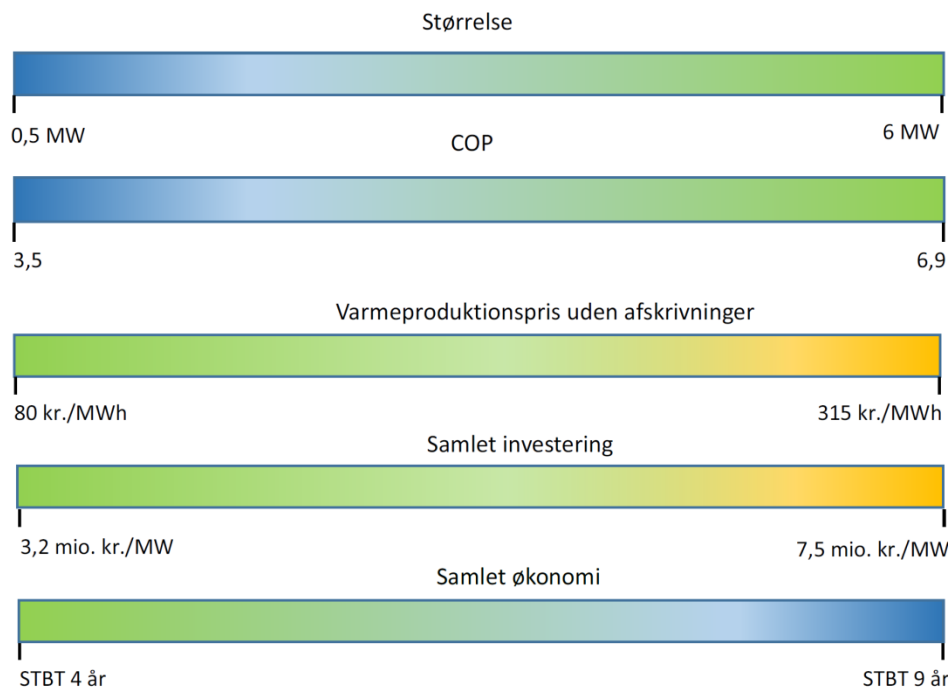 Størrelse
0,5 MW
6 MW
COP
3,5
6,9
Varmeproduktionspris uden afskrivninger
80 kr./MWh
315 kr./MWh
Samlet investering
3,2 mio. kr./MW
7,5 mio. kr./MW
Samlet økonomi
STBT 4 år
STBT 9 år